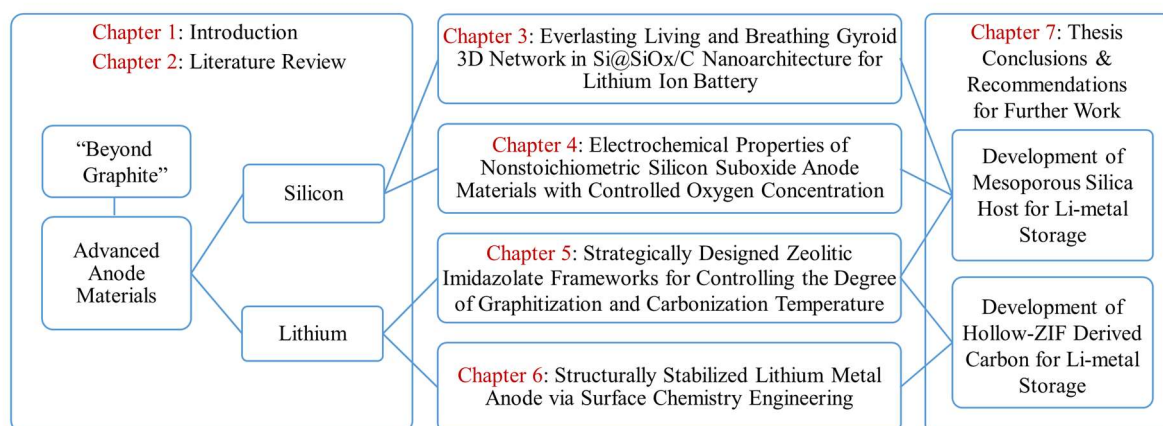 Chapter 1: Introduction
Chapter 2: Literature Review
“Beyond
Graphite”
Advanced
Anode
Materials
Silicon
Lithium
Chapter 3: Everlasting Living and Breathing Gyroid
3D Network in Si@SiOx/C Nanoarchitecture for
Lithium Ion Battery
Chapter 4: Electrochemical Properties of
Nonstoichiometric Silicon Suboxide Anode
Materials with Controlled Oxygen Concentration
Chapter 5: Strategically Designed Zeolitic
Imidazolate Frameworks for Controlling the Degree
of Graphitization and Carbonization Temperature
Chapter 6: Structurally Stabilized Lithium Metal
Anode via Surface Chemistry Engineering
Chapter 7: Thesis
Conclusions &
Recommendations
for Further Work
Development of
Mesoporous Silica
Host for Li-metal
Storage
Development of
Hollow-ZIF Derived
Carbon for Li-metal
Storage